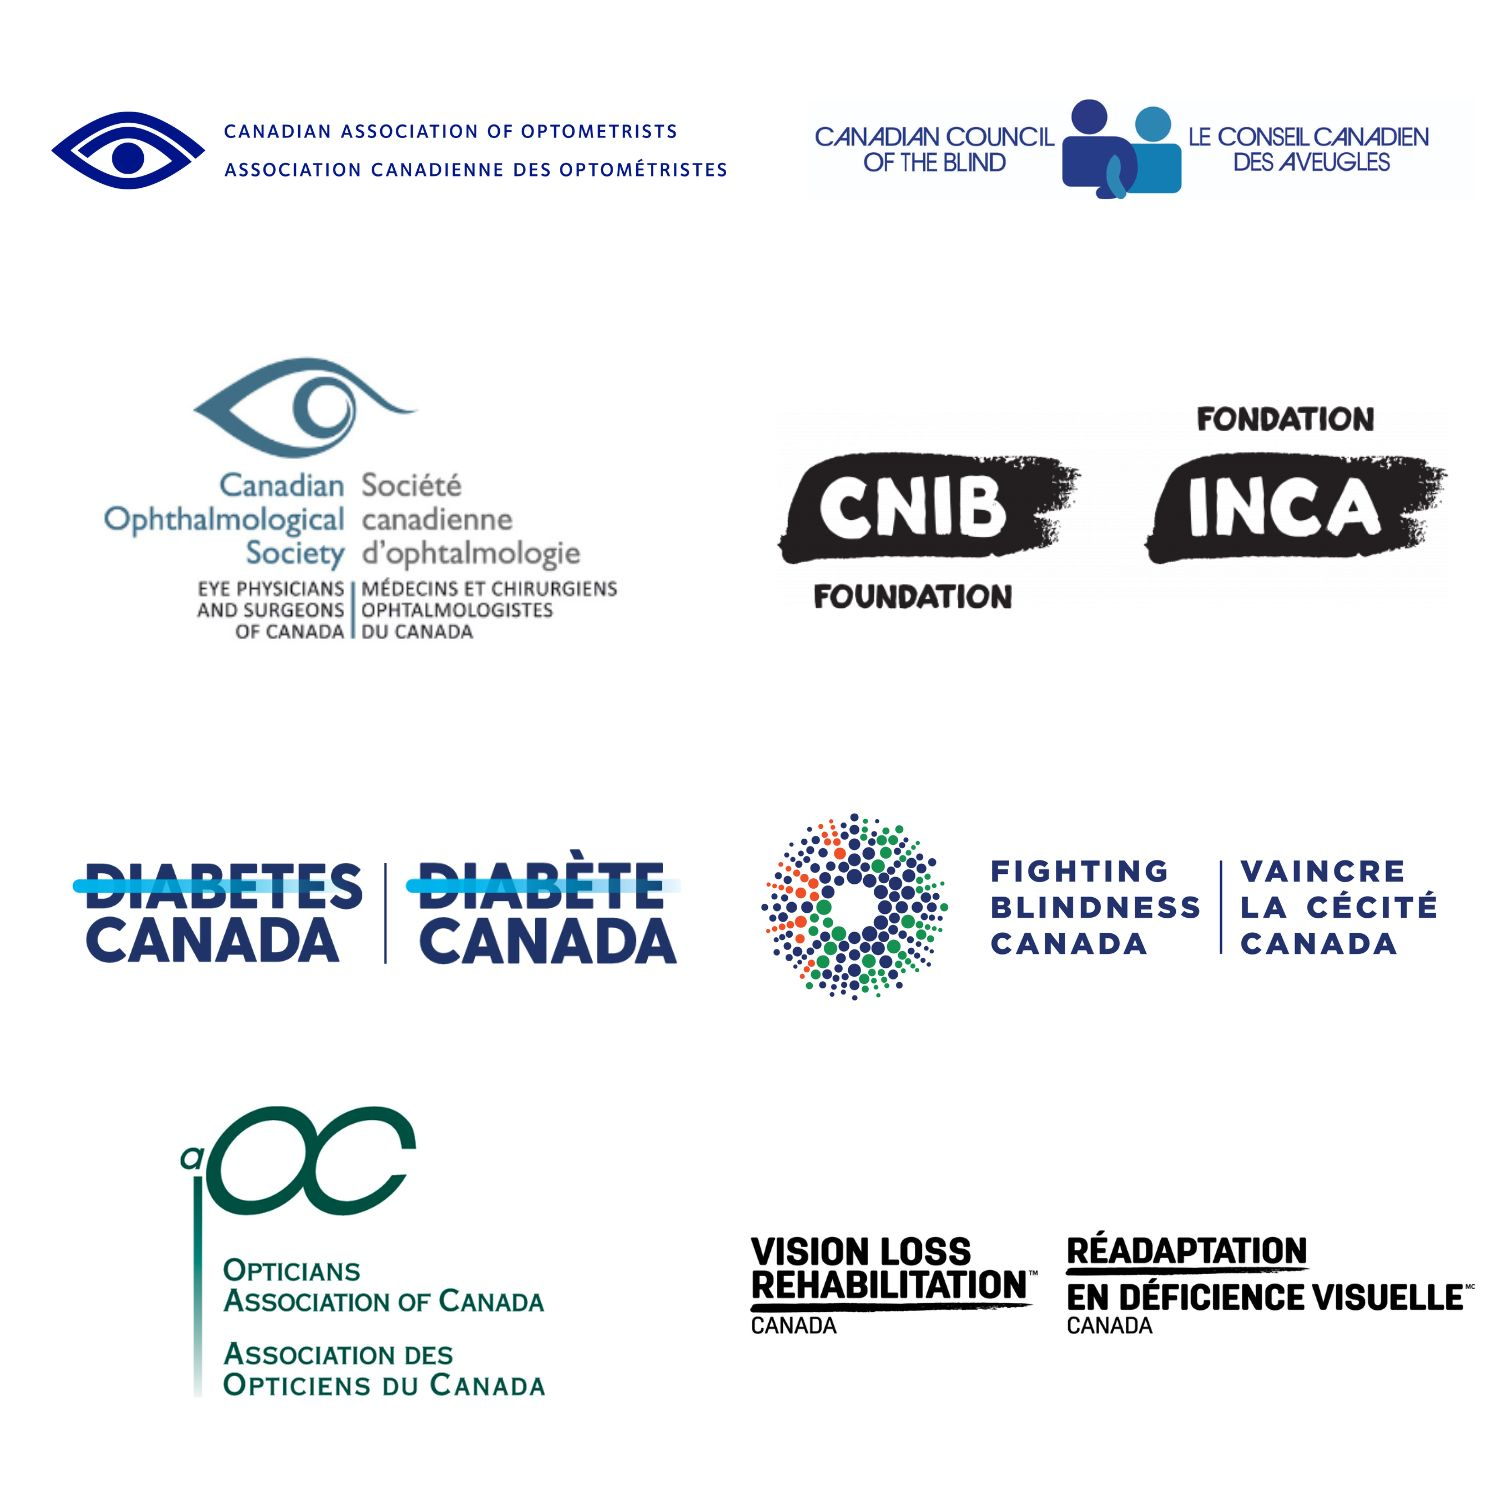 CANADIAN ASSOCIATION OF OPTOMETRISTS
ASSOCIATION CANADIENNE DES OPTOMÉTRISTES
CANADIAN COUNCIL
OF THE BLIND
LE CONSEIL CANADIEN
DES AVEUGLES
Canadian
Ophthalmological
Society
Société
canadienne
d'ophtalmologie
EYE PHYSICIANS
AND SURGEONS
OF CANADA
MÉDECINS ET CHIRURGIENS
OPHTALMOLOGISTES
DU CANADA
CNIB
FOUNDATION
FONDATION
INCA
DIABETES
CANADA
DIABÈTE
CANADA
FIGHTING
BLINDNESS
CANADA
VAINCRE
LA CÉCITÉ
CANADA
aOC
OPTICIANS
ASSOCIATION OF CANADA
ASSOCIATION DES
OPTICIENS DU CANADA
VISION LOSS
REHABILITATION™
CANADA
RÉADAPTATION
EN DÉFICIENCE VISUELLE MC
CANADA